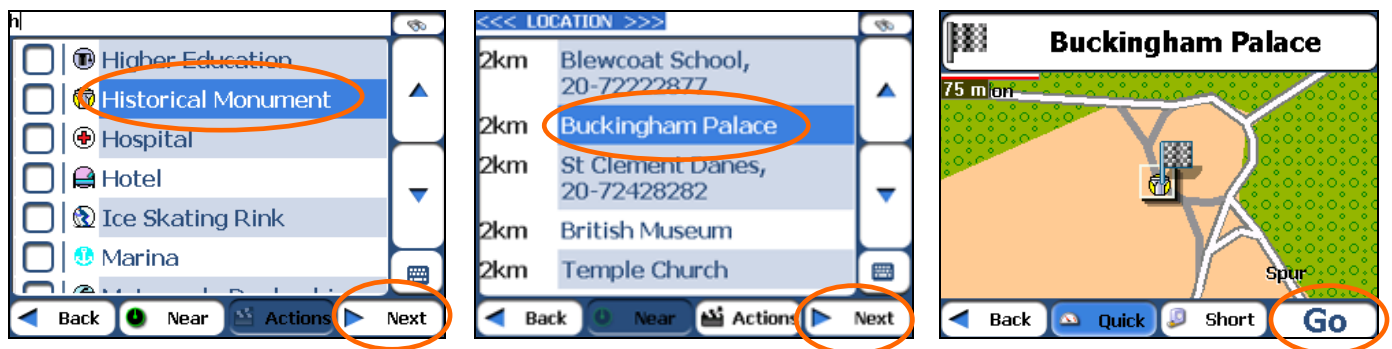 h
Higher Education
Historical Monument
Hospital
Hotel
Ice Skating Rink
Marina
Back Near Actions Next
<<< LOCATION >>>
2km Blewcoat School,
20-72222877
2km Buckingham Palace
2km St Clement Danes,
20-72428282
2km British Museum
2km Temple Church
Back Near Actions Next
Buckingham Palace
75 m on
Spur
Back Quick Short Go